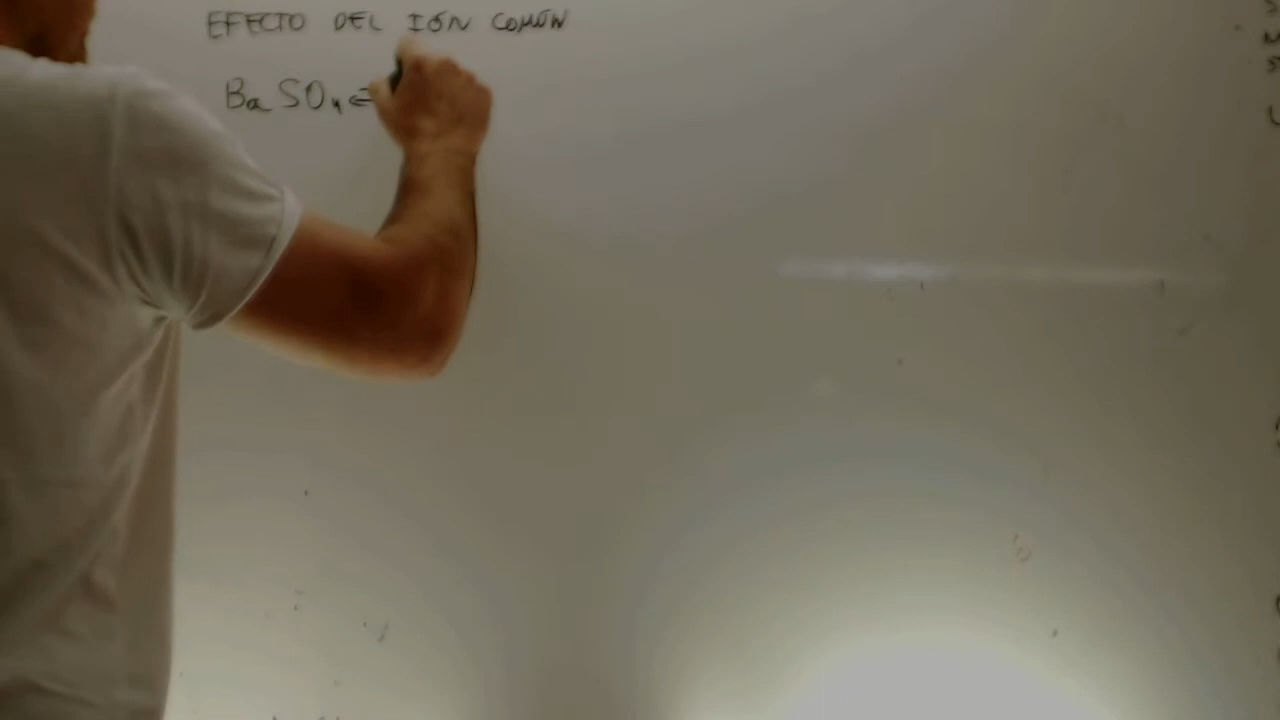 EFECTO DEL IÓN COMÚN
BaSO₄ ⇌